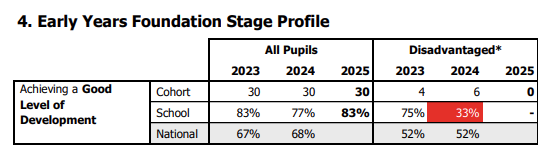 4. Early Years Foundation Stage Profile
All Pupils Disadvantaged*
2023 2024 2025 2023 2024 2025
Achieving a Good Level of Development
Cohort 30 30 30 4 6 0
School 83% 77% 83% 75% 33% -
National 67% 68% 52% 52%